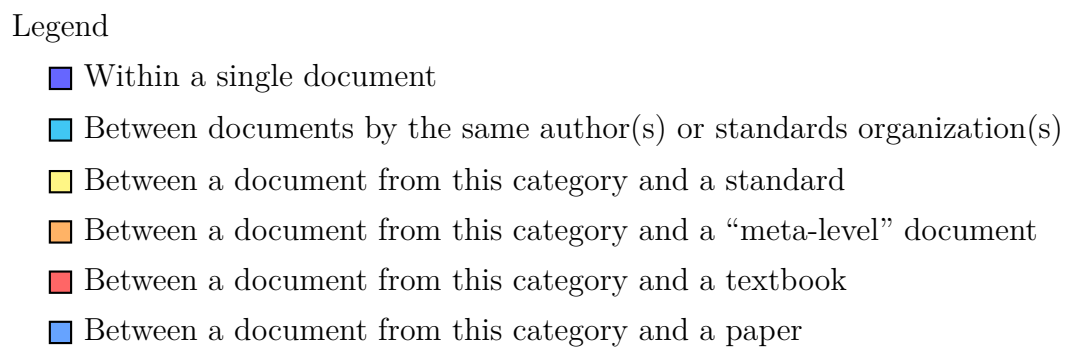 Legend
Within a single document
Between documents by the same author(s) or standards organization(s)
Between a document from this category and a standard
Between a document from this category and a “meta-level” document
Between a document from this category and a textbook
Between a document from this category and a paper